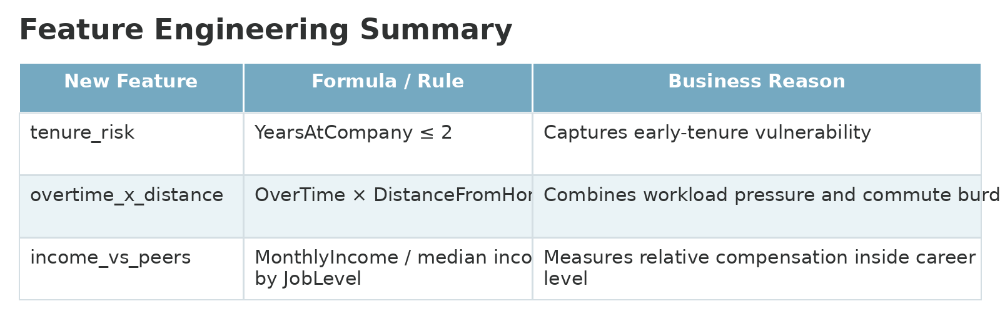 Feature Engineering Summary
New Feature Formula / Rule Business Reason
tenure_risk YearsAtCompany ≤ 2 Captures early-tenure vulnerability
overtime_x_distance OverTime × DistanceFromHor Combines workload pressure and commute burd
income_vs_peers MonthlyIncome / median inco Measures relative compensation inside career
by JobLevel level